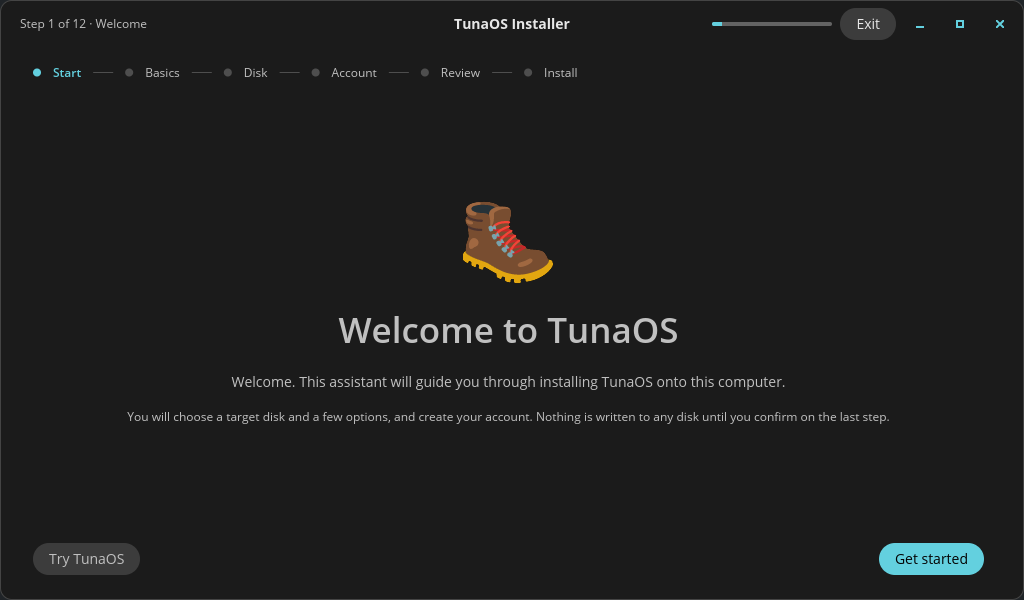 Step 1 of 12 · Welcome
TunaOS Installer
Exit
Start
Basics
Disk
Account
Review
Install
Welcome to TunaOS
Welcome. This assistant will guide you through installing TunaOS onto this computer.
You will choose a target disk and a few options, and create your account. Nothing is written to any disk until you confirm on the last step.
Try TunaOS
Get started